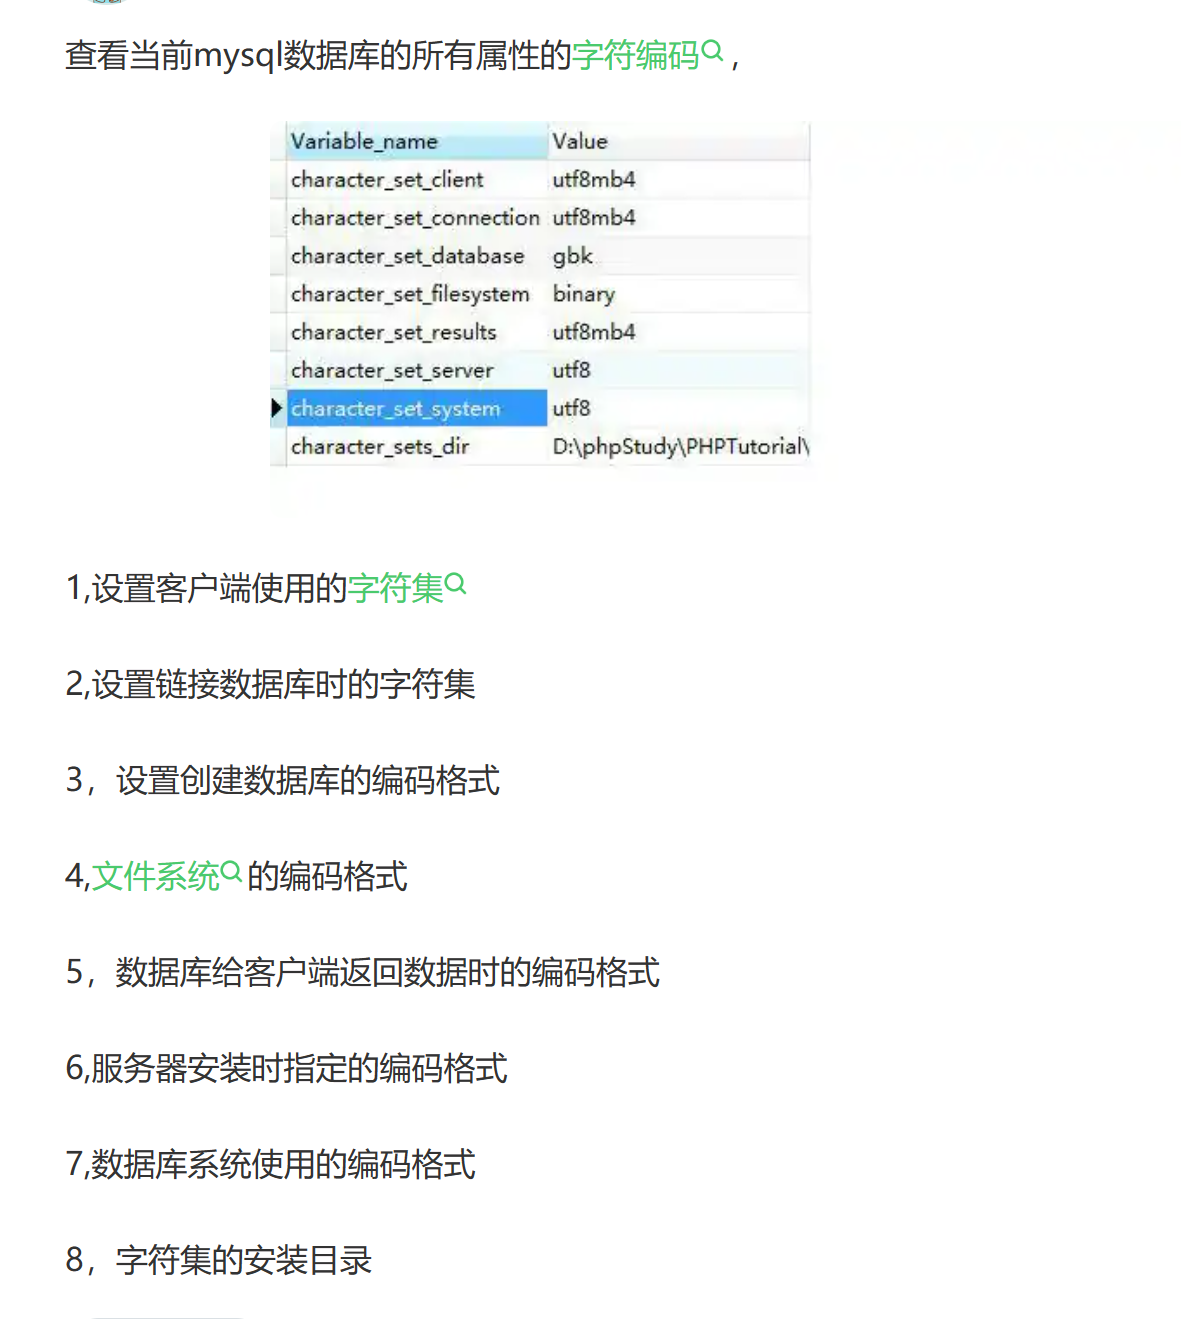 查看当前mysql数据库的所有属性的字符编码，
Variable_name Value
character_set_client utf8mb4
character_set_connection utf8mb4
character_set_database gbk
character_set_filesystem binary
character_set_results utf8mb4
character_set_server utf8
character_set_system utf8
character_sets_dir D:\phpStudy\PHPTutorial\
1,设置客户端使用的字符集
2,设置链接数据库时的字符集
3，设置创建数据库的编码格式
4,文件系统的编码格式
5，数据库给客户端返回数据时的编码格式
6,服务器安装时指定的编码格式
7,数据库系统使用的编码格式
8，字符集的安装目录